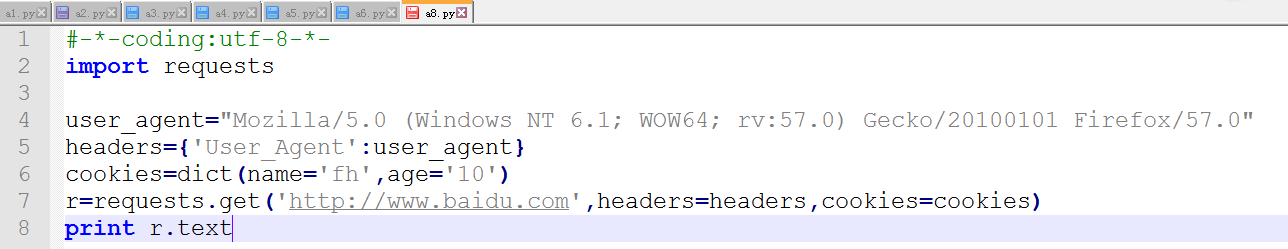 a1.py a2.py a3.py a4.py a5.py a6.py a8.py
1 #-*-coding:utf-8-*-
2 import requests
3
4 user_agent="Mozilla/5.0 (Windows NT 6.1; WOW64; rv:57.0) Gecko/20100101 Firefox/57.0"
5 headers={'User_Agent':user_agent}
6 cookies=dict(name='fh',age='10')
7 r=requests.get('http://www.baidu.com',headers=headers,cookies=cookies)
8 print r.text